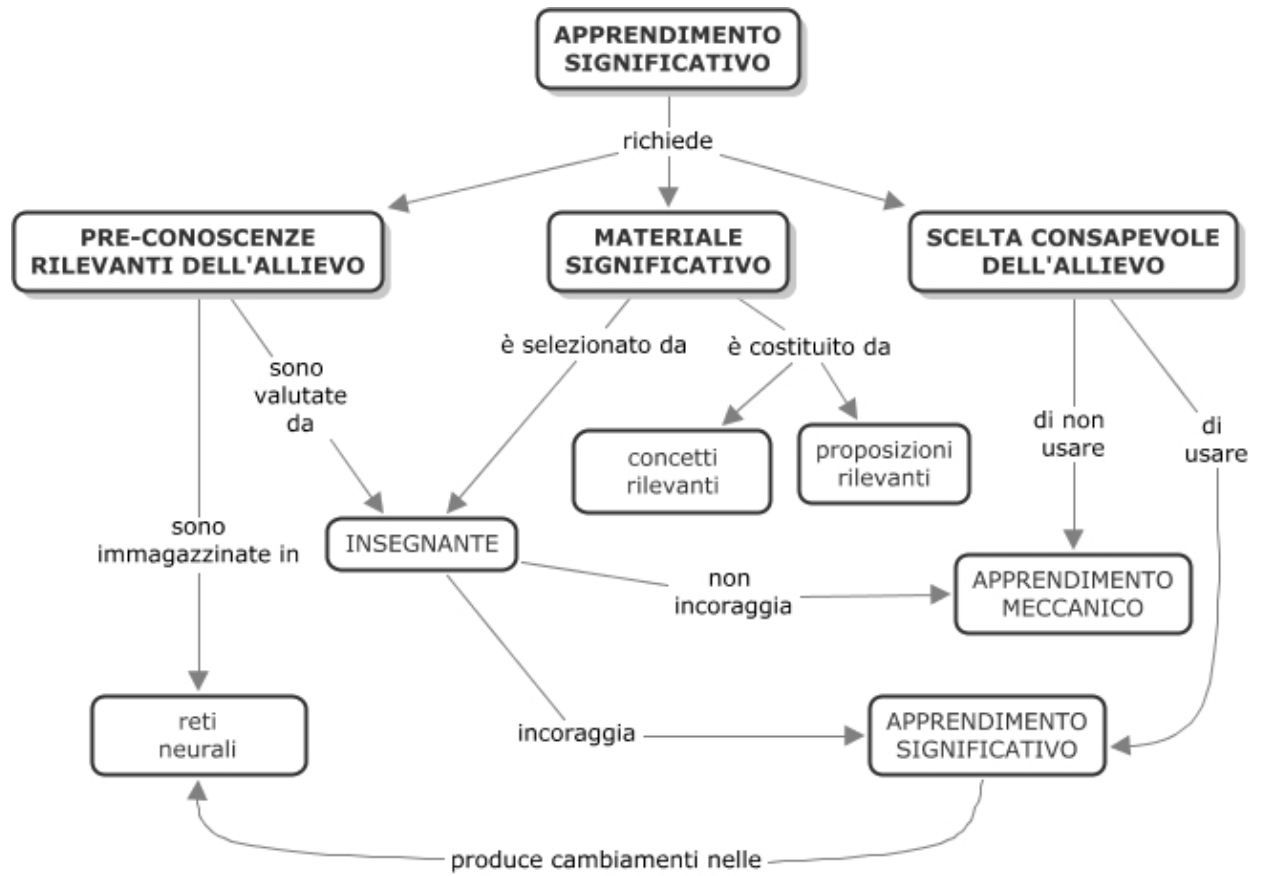 APPRENDIMENTO
SIGNIFICATIVO
richiede
PRE-CONOSCENZE
RILEVANTI DELL'ALLIEVO
MATERIALE
SIGNIFICATIVO
SCELTA CONSAPEVOLE
DELL'ALLIEVO
sono
valutate
da
è selezionato da
è costituito da
di non
usare
di
usare
concetti
rilevanti
proposizioni
rilevanti
sono
immagazzinate in
INSEGNANTE
non
incoraggia
APPRENDIMENTO
MECCANICO
reti
neurali
incoraggia
APPRENDIMENTO
SIGNIFICATIVO
produce cambiamenti nelle